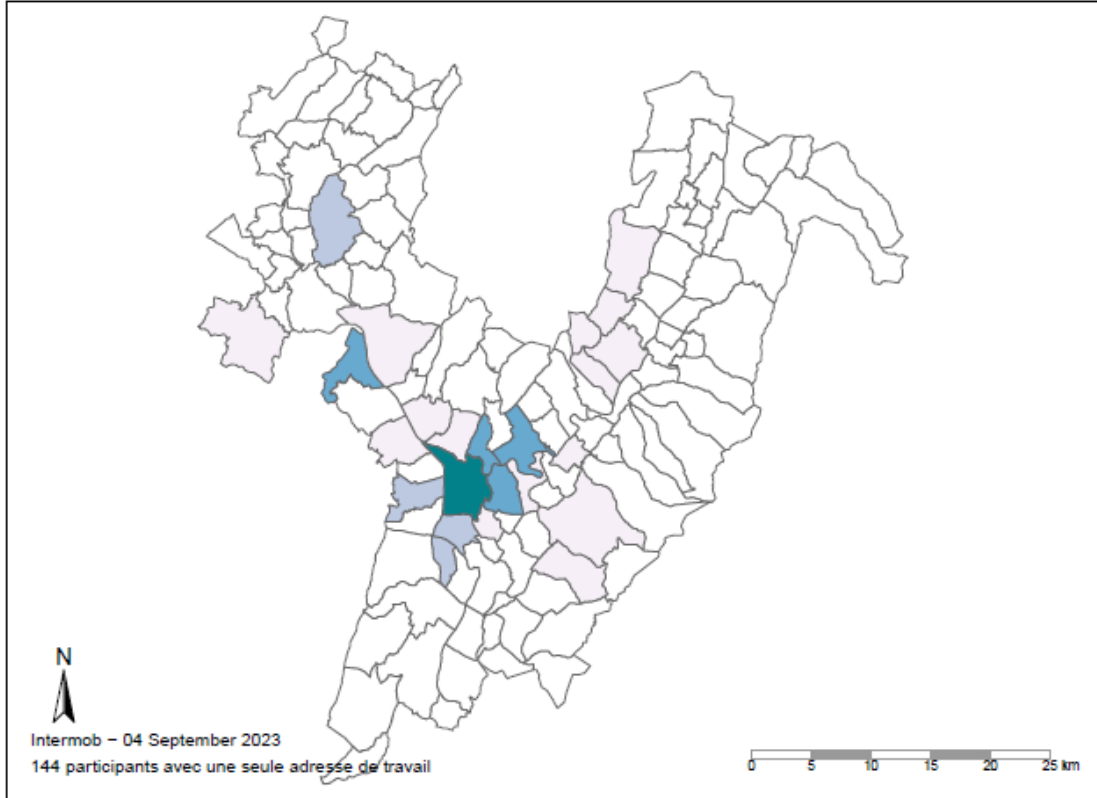 N
Intermob – 04 September 2023
144 participants avec une seule adresse de travail
0 5 10 15 20 25 km